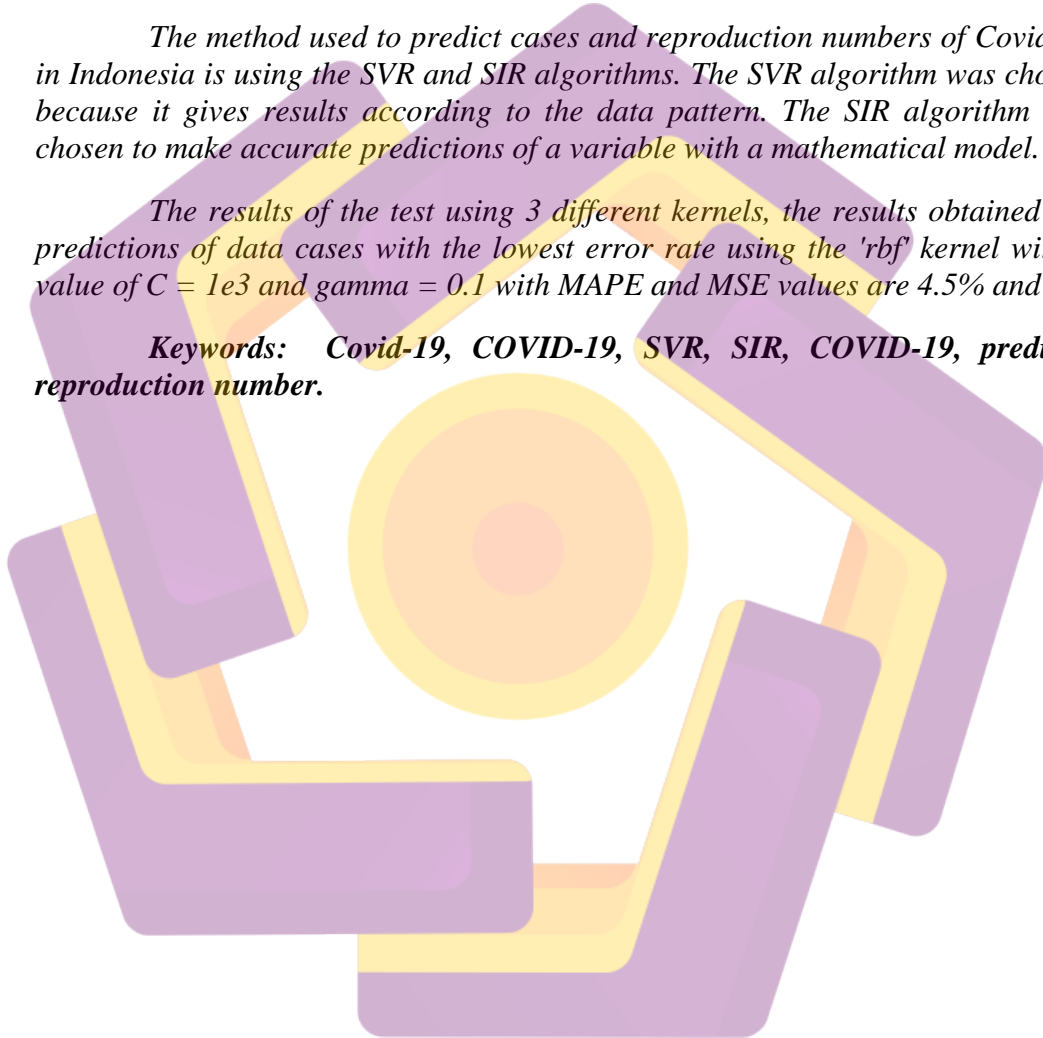 The method used to predict cases and reproduction numbers of Covid
in Indonesia is using the SVR and SIR algorithms. The SVR algorithm was cho
because it gives results according to the data pattern. The SIR algorithm
chosen to make accurate predictions of a variable with a mathematical model.
The results of the test using 3 different kernels, the results obtained
predictions of data cases with the lowest error rate using the 'rbf' kernel wi
value of C = 1e3 and gamma = 0.1 with MAPE and MSE values are 4.5% and
Keywords: Covid-19, COVID-19, SVR, SIR, COVID-19, predi
reproduction number.